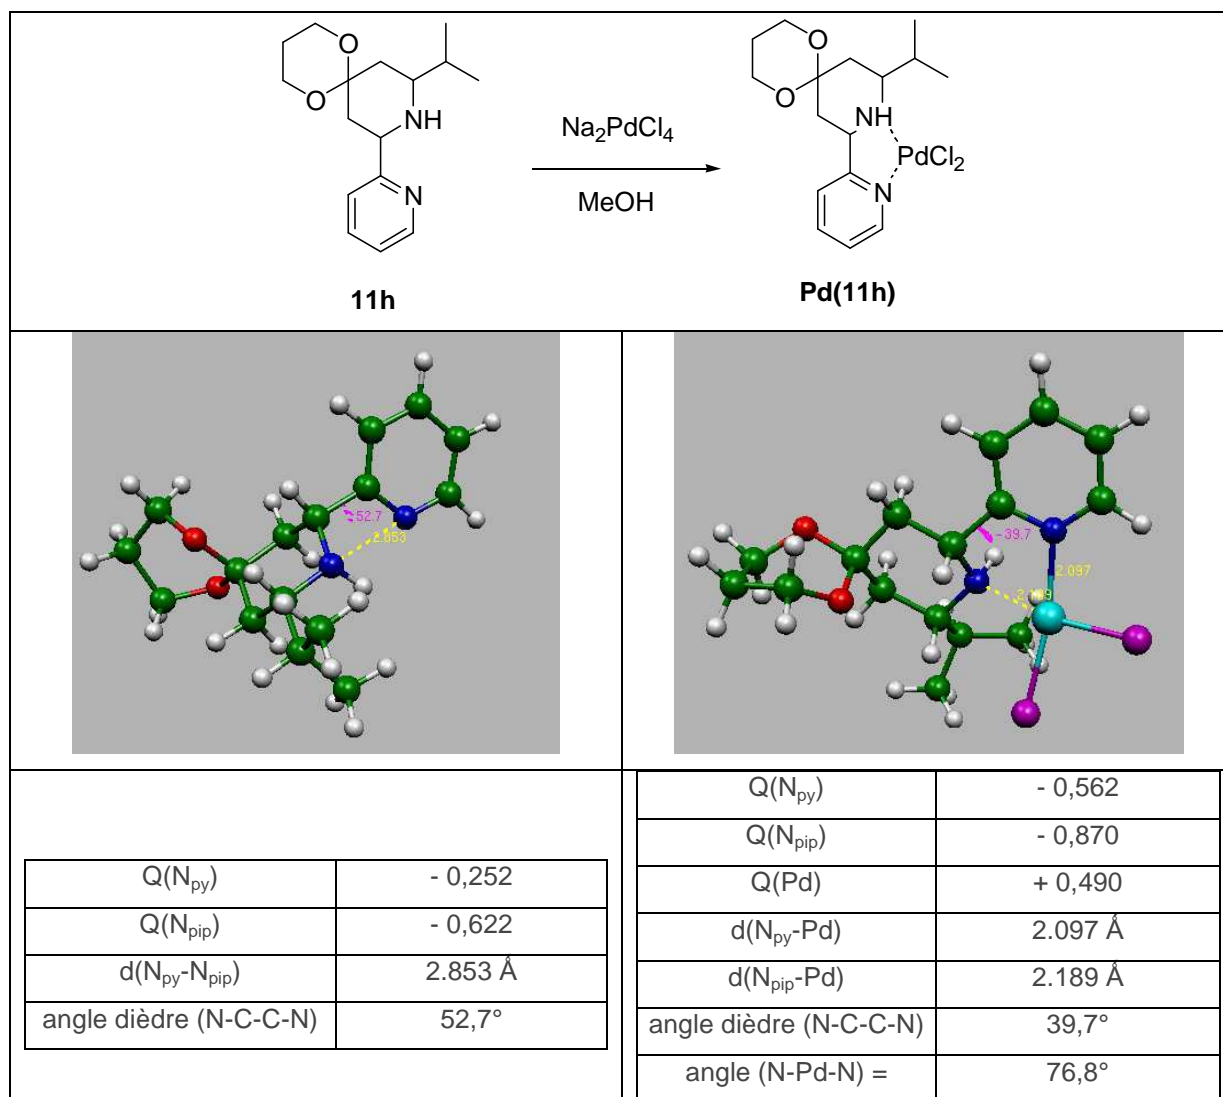 O
O
NH
N
11h
Na2PdCl4
MeOH
O
O
NH
PdCl2
N
Pd(11h)
52.7
2.853
-39.7
2.097
2.189
Q(Npy) - 0,252
Q(Npip) - 0,622
d(Npy-Npip) 2.853 Å
angle dièdre (N-C-C-N) 52,7°
Q(Npy) - 0,562
Q(Npip) - 0,870
Q(Pd) + 0,490
d(Npy-Pd) 2.097 Å
d(Npip-Pd) 2.189 Å
angle dièdre (N-C-C-N) 39,7°
angle (N-Pd-N) = 76,8°